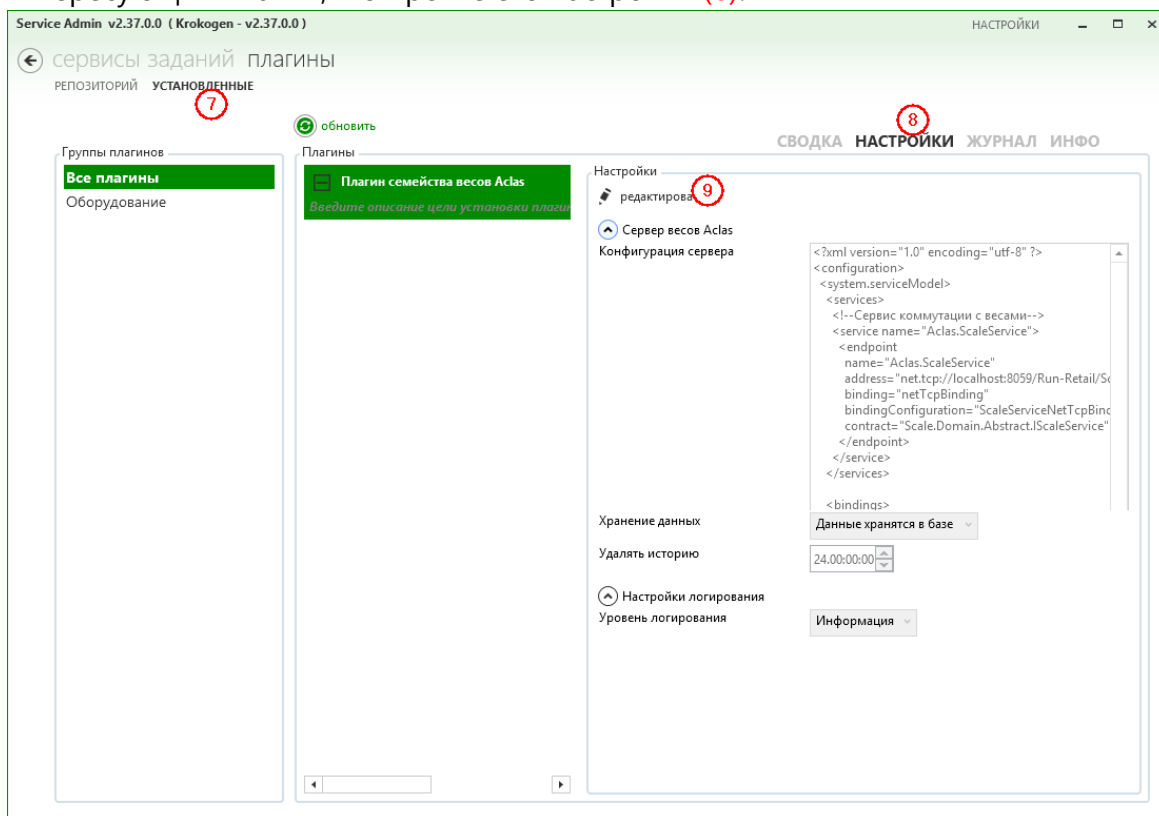 Service Admin v2.37.0.0 ( Krokogen - v2.37.0.0 ) НАСТРОЙКИ
сервисы заданий плагины
РЕПОЗИТОРИЙ УСТАНОВЛЕННЫЕ
7
обновить
8
СВОДКА НАСТРОЙКИ ЖУРНАЛ ИНФО
Группы плагинов
Все плагины
Оборудование
Плагины
Плагин семейства весов Aclas
Введите описание цели установки плагин
Настройки
редактирова 9
Сервер весов Aclas
Конфигурация сервера
<?xml version="1.0" encoding="utf-8" ?>
<configuration>
<system.serviceModel>
<services>
<!--Сервис коммутации с весами-->
<service name="Aclas.ScaleService">
<endpoint
name="Aclas.ScaleService"
address="net.tcp://localhost:8059/Run-Retail/Sc
binding="netTcpBinding"
bindingConfiguration="ScaleServiceNetTcpBinc
contract="Scale.Domain.Abstract.IScaleService"
</endpoint>
</service>
</services>
<bindings>
Хранение данных Данные хранятся в базе
Удалять историю 24.00:00:00
Настройки логирования
Уровень логирования Информация